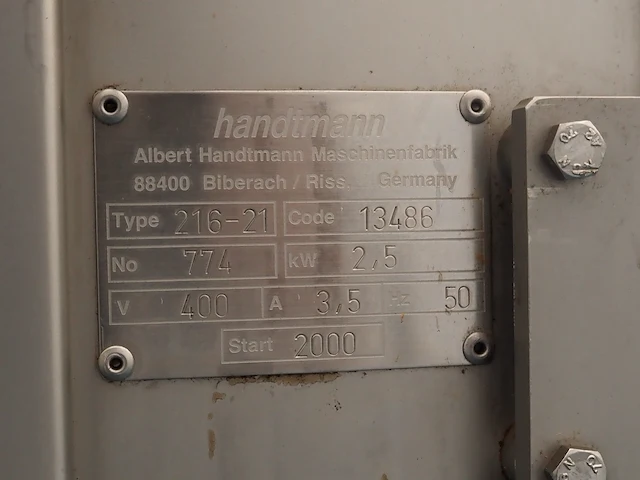 handtmann
Albert Handtmann Maschinenfabrik
88400 Biberach / Riss Germany
Type 216-21 Code 13486
No 774 kW 2,5
V 400 A 3,5 Hz 50
Start 2000